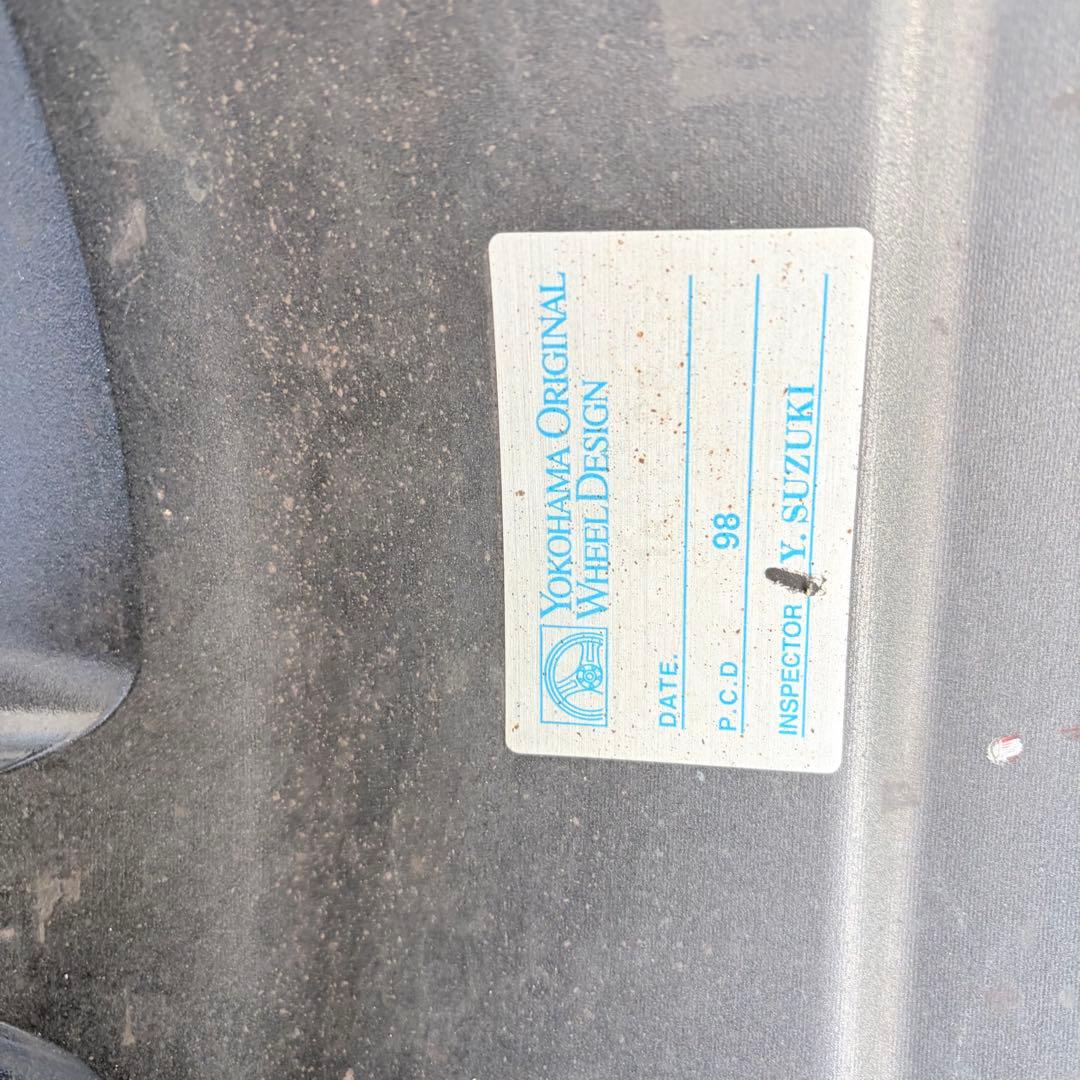 YOKOHAMA ORIGINAL
WHEEL DESIGN
DATE.
P.C.D 98
INSPECTOR Y. SUZUKI